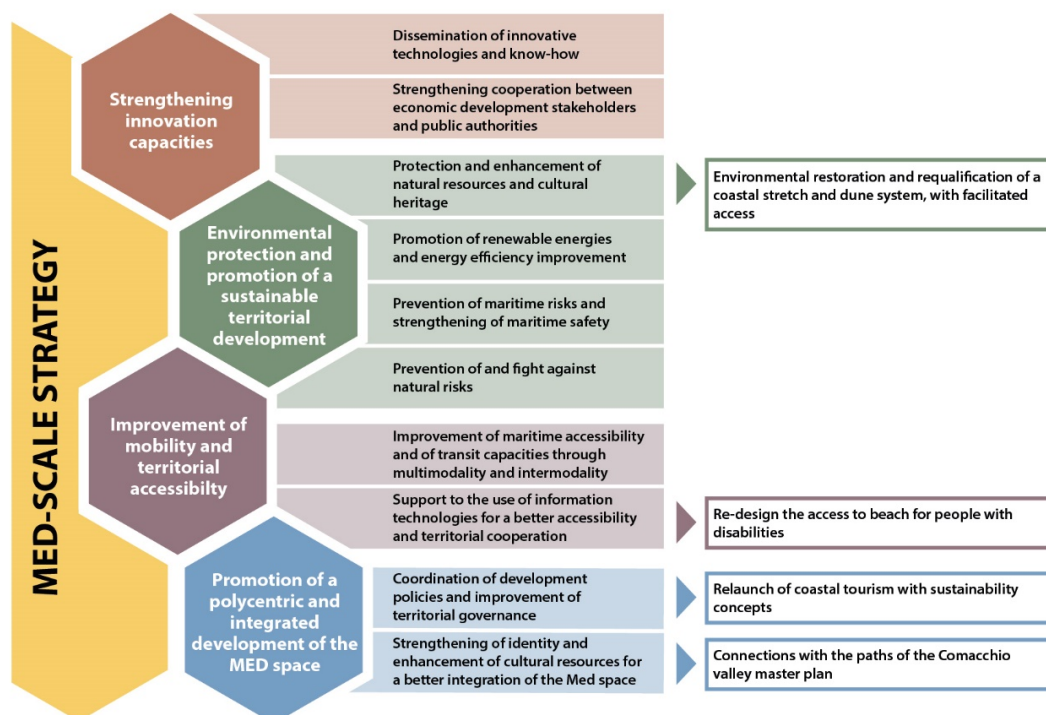 MED-SCALE STRATEGY
Strengthening
innovation
capacities
Dissemination of innovative
technologies and know-how
Strengthening cooperation between
economic development stakeholders
and public authorities
Environmental
protection and
promotion of a
sustainable
territorial
development
Protection and enhancement of
natural resources and cultural
heritage
Environmental restoration and requalification of a
coastal stretch and dune system, with facilitated
access
Promotion of renewable energies
and energy efficiency improvement
Prevention of maritime risks and
strengthening of maritime safety
Prevention of and fight against
natural risks
Improvement of
mobility and
territorial
accessibilty
Improvement of maritime accessibility
and of transit capacities through
multimodality and intermodality
Support to the use of information
technologies for a better accessibility
and territorial cooperation
Re-design the access to beach for people with
disabilities
Promotion of a
polycentric and
integrated
development of the
MED space
Coordination of development
policies and improvement of
territorial governance
Relaunch of coastal tourism with sustainability
concepts
Strengthening of identity and
enhancement of cultural resources for
a better integration of the Med space
Connections with the paths of the Comacchio
valley master plan